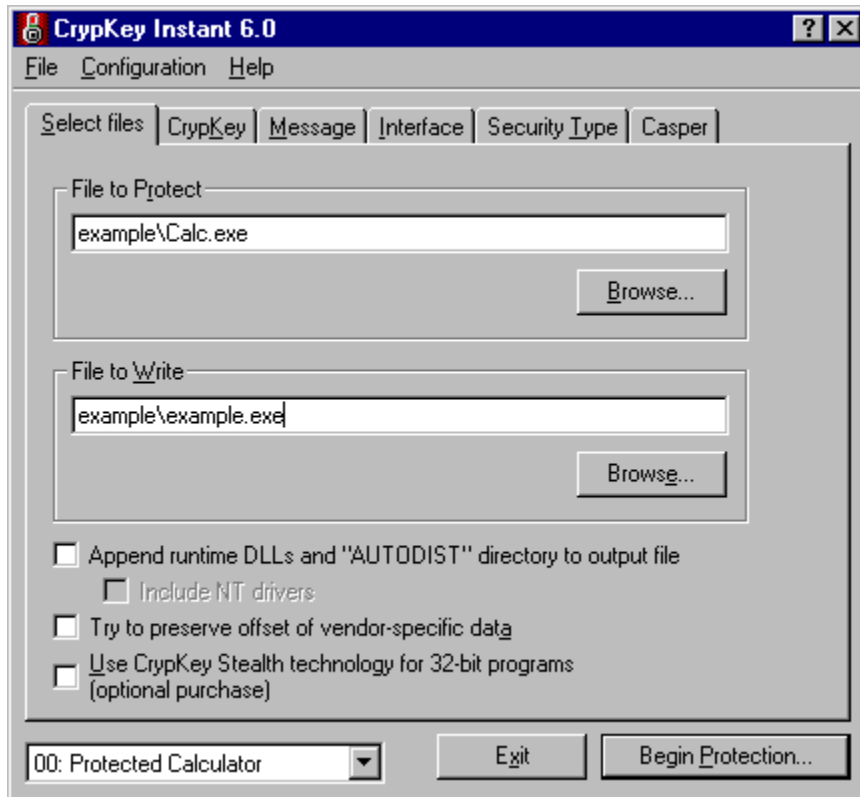 CrypKey Instant 6.0
File Configuration Help
Select files CrypKey Message Interface Security Type Casper
File to Protect
example\Calc.exe
Browse...
File to Write
example\example.exe
Browse...
Append runtime DLLs and "AUTODIST" directory to output file
Include NT drivers
Try to preserve offset of vendor-specific data
Use CrypKey Stealth technology for 32-bit programs
(optional purchase)
00: Protected Calculator Exit Begin Protection...